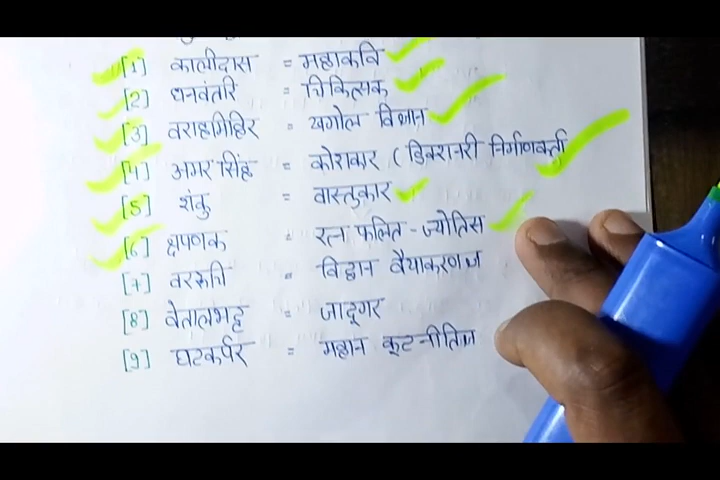 [1] कालीदास = महाकवि
[2] धनवंतरि = चिकित्सक
[3] वराहमिहिर = खगोल विज्ञान
[4] अमर सिंह = कोशकार ( डिक्शनरी निर्माणकर्ता
[5] शंकु = वास्तुकार
[6] क्षपणक = रत्न फलित - ज्योतिस
[7] वररूची = विद्वान वैयाकरणज्ञ
[8] वेतालभट्ट = जादूगर
[9] घटकर्पर = महान कूटनीतिज्ञ